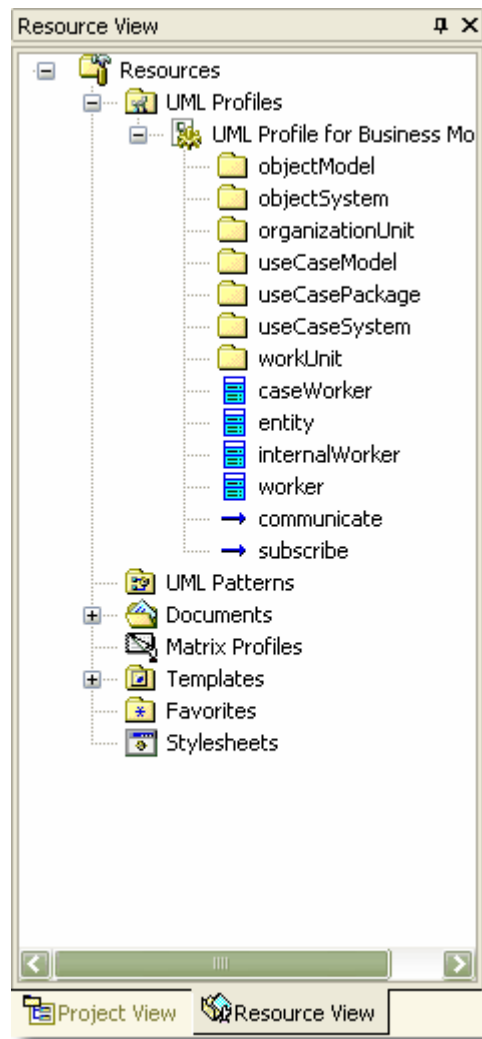 Resource View
Resources
UML Profiles
UML Profile for Business Mo
objectModel
objectSystem
organizationUnit
useCaseModel
useCasePackage
useCaseSystem
workUnit
caseWorker
entity
internalWorker
worker
communicate
subscribe
UML Patterns
Documents
Matrix Profiles
Templates
Favorites
Stylesheets
Project View Resource View